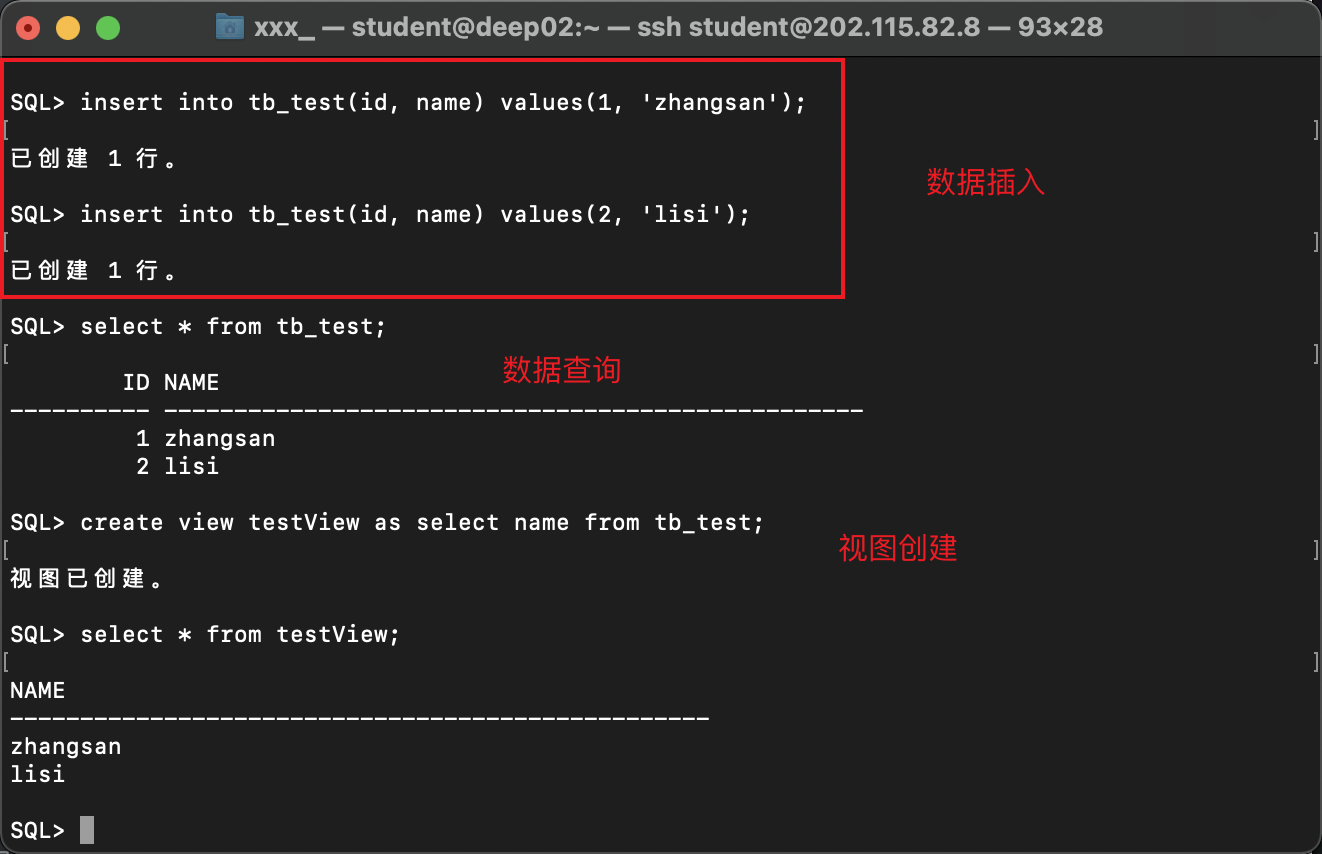 xxx_ — student@deep02:~ — ssh student@202.115.82.8 — 93×28
SQL> insert into tb_test(id, name) values(1, 'zhangsan');
[ ]
已创建 1 行。
数据插入
SQL> insert into tb_test(id, name) values(2, 'lisi');
[ ]
已创建 1 行。
SQL> select * from tb_test;
[ ]
数据查询
ID NAME
---------- --------------------------------------------------
1 zhangsan
2 lisi
SQL> create view testView as select name from tb_test;
[ ]
视图创建
视图已创建。
SQL> select * from testView;
[ ]
NAME
--------------------------------------------------
zhangsan
lisi
SQL>